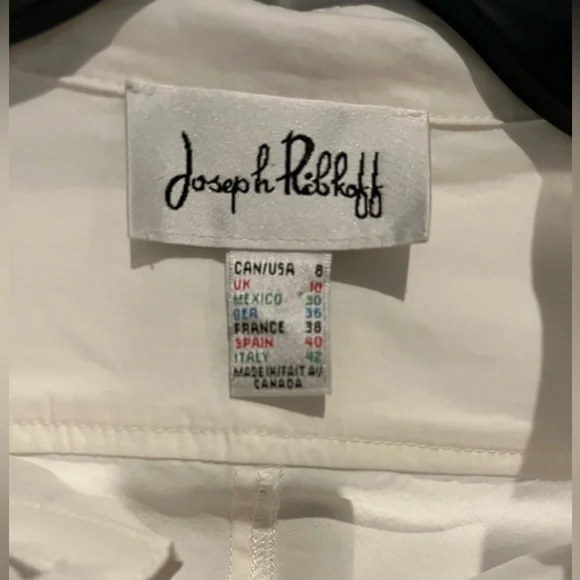 Joseph Ribkoff
CAN/USA 8
UK 10
MEXICO 30
GER 36
FRANCE 38
SPAIN 40
ITALY 42
MADE IN/FAIT AU
CANADA